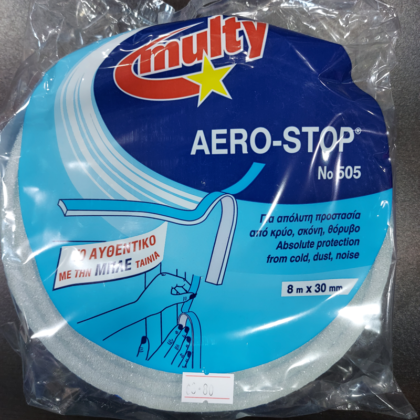 multy
AERO-STOP®
No 505
Για απόλυτη προστασία
από κρύο, σκόνη, θόρυβο
Absolute protection
from cold, dust, noise
8 m x 30 mm
ΤΟ ΑΥΘΕΝΤΙΚΟ
ΜΕ ΤΗΝ ΜΠΛΕ ΤΑΙΝΙΑ